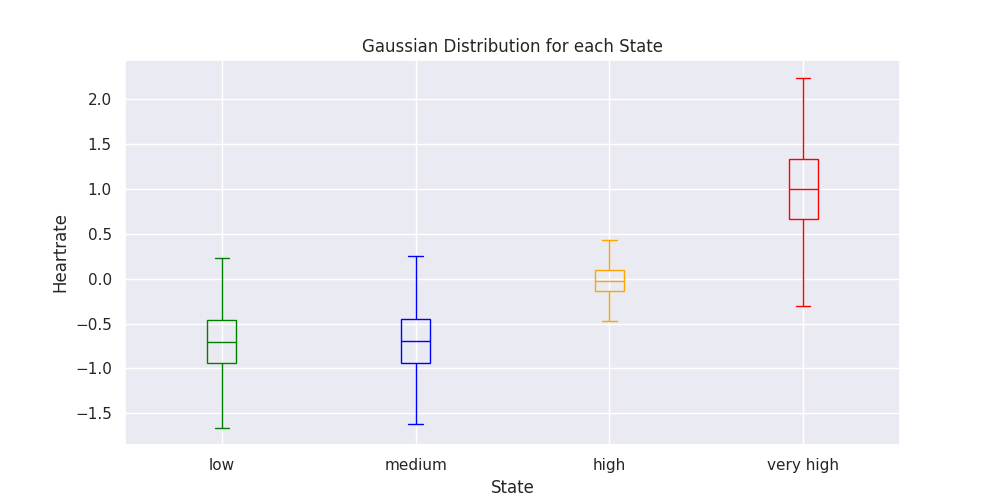 Gaussian Distribution for each State
Heartrate
2.0
1.5
1.0
0.5
0.0
−0.5
−1.0
−1.5
low medium high very high
State